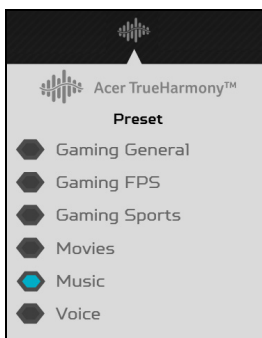 Acer TrueHarmony™
Preset
Gaming General
Gaming FPS
Gaming Sports
Movies
Music
Voice